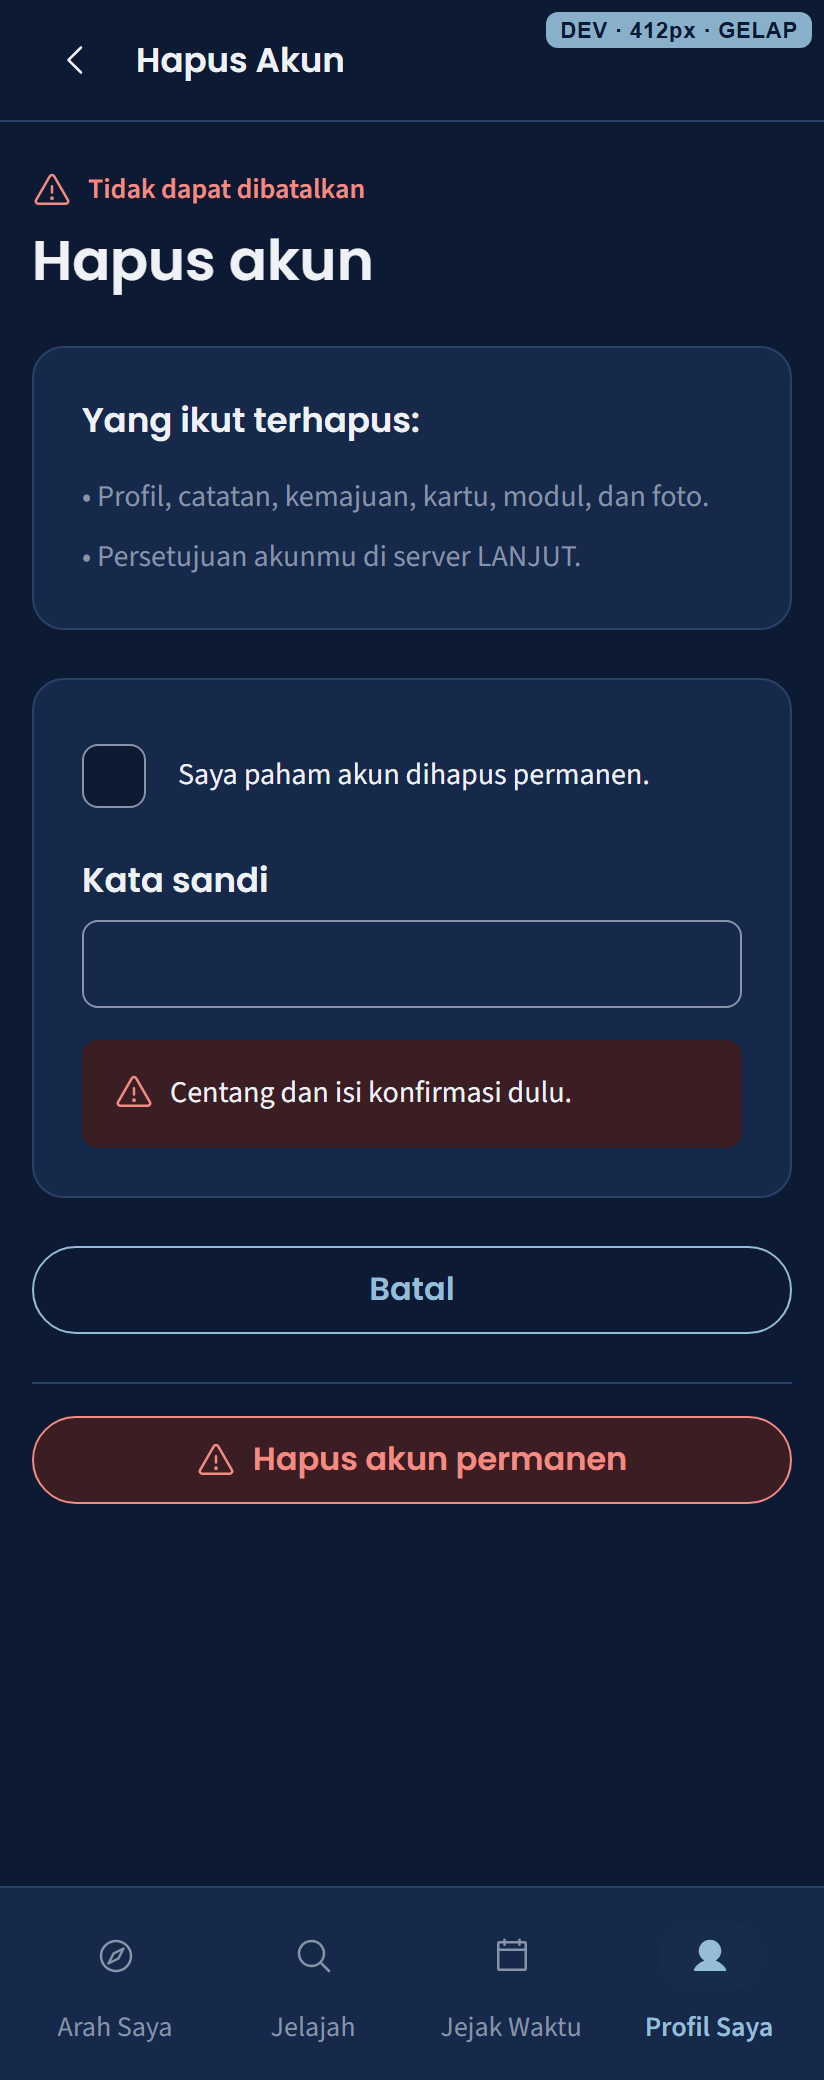 DEV · 412px · GELAP
Hapus Akun
Tidak dapat dibatalkan
Hapus akun
Yang ikut terhapus:
• Profil, catatan, kemajuan, kartu, modul, dan foto.
• Persetujuan akunmu di server LANJUT.
Saya paham akun dihapus permanen.
Kata sandi
Centang dan isi konfirmasi dulu.
Batal
Hapus akun permanen
Arah Saya
Jelajah
Jejak Waktu
Profil Saya